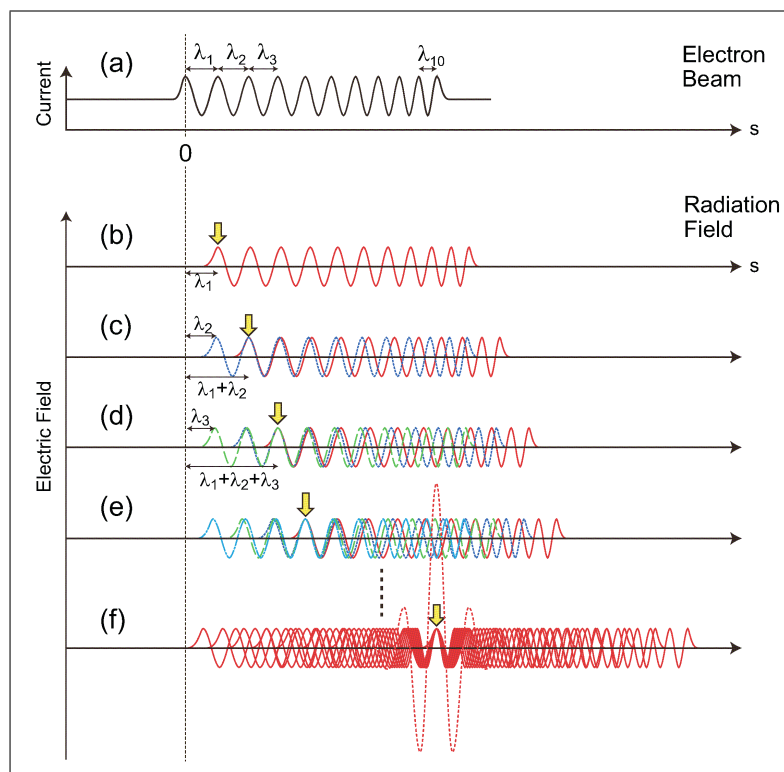 (a)
λ1
λ2
λ3
λ10
Electron
Beam
Current
s
0
Radiation
Field
(b)
λ1
s
(c)
λ2
λ1+λ2
(d)
λ3
λ1+λ2+λ3
Electric Field
(e)
(f)